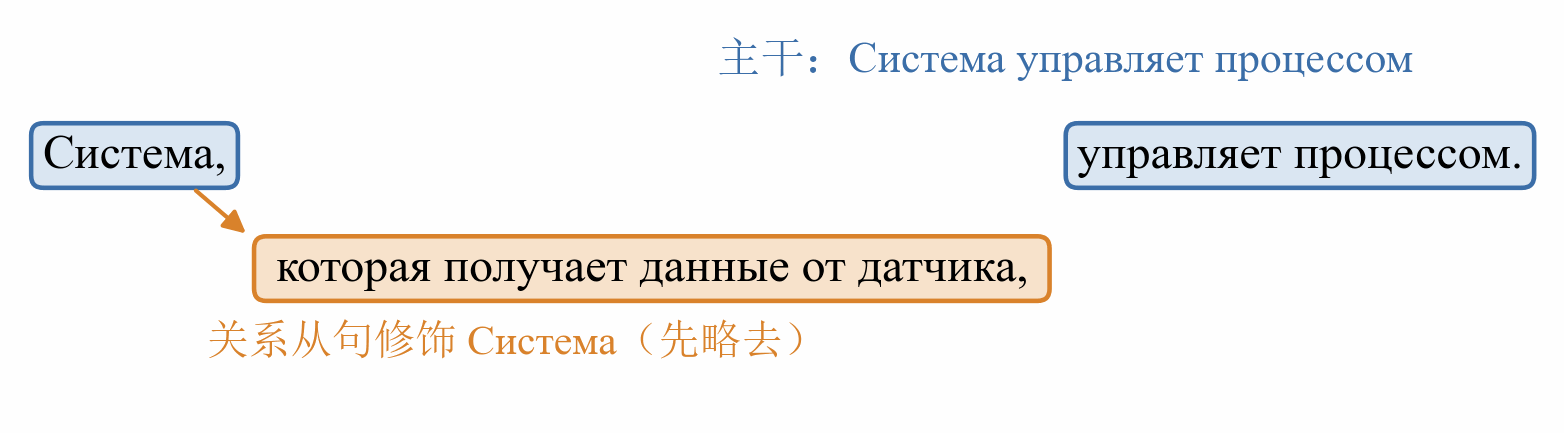 主干：Система управляет процессом
Система,
управляет процессом.
которая получает данные от датчика,
关系从句修饰 Система（先略去）